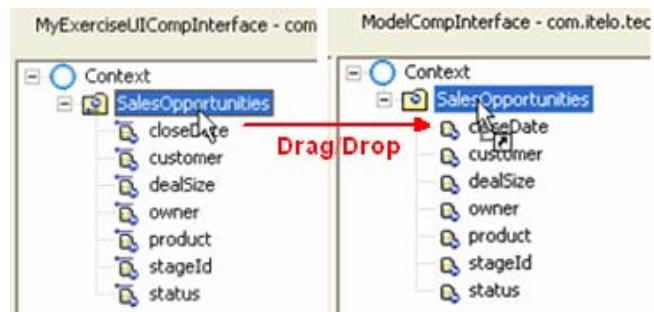 MyExerciseUICompInterface - com
Context
SalesOpportunities
closeDate
customer
dealSize
owner
product
stageId
status
Drag/Drop
ModelCompInterface - com.itelo.tec
Context
SalesOpportunities
closeDate
customer
dealSize
owner
product
stageId
status